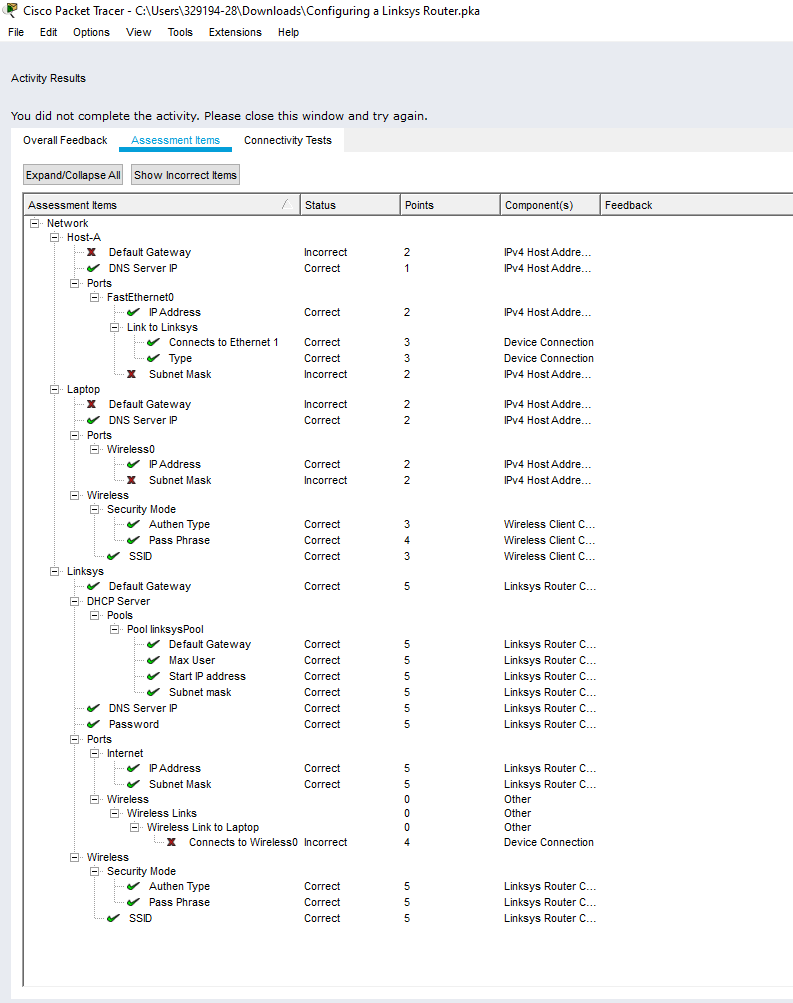 Cisco Packet Tracer - C:\Users\329194-28\Downloads\Configuring a Linksys Router.pka
File Edit Options View Tools Extensions Help
Activity Results
You did not complete the activity. Please close this window and try again.
Overall Feedback Assessment Items Connectivity Tests
Expand/Collapse All Show Incorrect Items
Assessment Items Status Points Component(s) Feedback
Network
Host-A
Default Gateway Incorrect 2 IPv4 Host Addre...
DNS Server IP Correct 1 IPv4 Host Addre...
Ports
FastEthernet0
IP Address Correct 2 IPv4 Host Addre...
Link to Linksys
Connects to Ethernet 1 Correct 3 Device Connection
Type Correct 3 Device Connection
Subnet Mask Incorrect 2 IPv4 Host Addre...
Laptop
Default Gateway Incorrect 2 IPv4 Host Addre...
DNS Server IP Correct 2 IPv4 Host Addre...
Ports
Wireless0
IP Address Correct 2 IPv4 Host Addre...
Subnet Mask Incorrect 2 IPv4 Host Addre...
Wireless
Security Mode
Authen Type Correct 3 Wireless Client C...
Pass Phrase Correct 4 Wireless Client C...
SSID Correct 3 Wireless Client C...
Linksys
Default Gateway Correct 5 Linksys Router C...
DHCP Server
Pools
Pool linksysPool
Default Gateway Correct 5 Linksys Router C...
Max User Correct 5 Linksys Router C...
Start IP address Correct 5 Linksys Router C...
Subnet mask Correct 5 Linksys Router C...
DNS Server IP Correct 5 Linksys Router C...
Password Correct 5 Linksys Router C...
Ports
Internet
IP Address Correct 5 Linksys Router C...
Subnet Mask Correct 5 Linksys Router C...
Wireless 0 Other
Wireless Links 0 Other
Wireless Link to Laptop 0 Other
Connects to Wireless0 Incorrect 4 Device Connection
Wireless
Security Mode
Authen Type Correct 5 Linksys Router C...
Pass Phrase Correct 5 Linksys Router C...
SSID Correct 5 Linksys Router C...